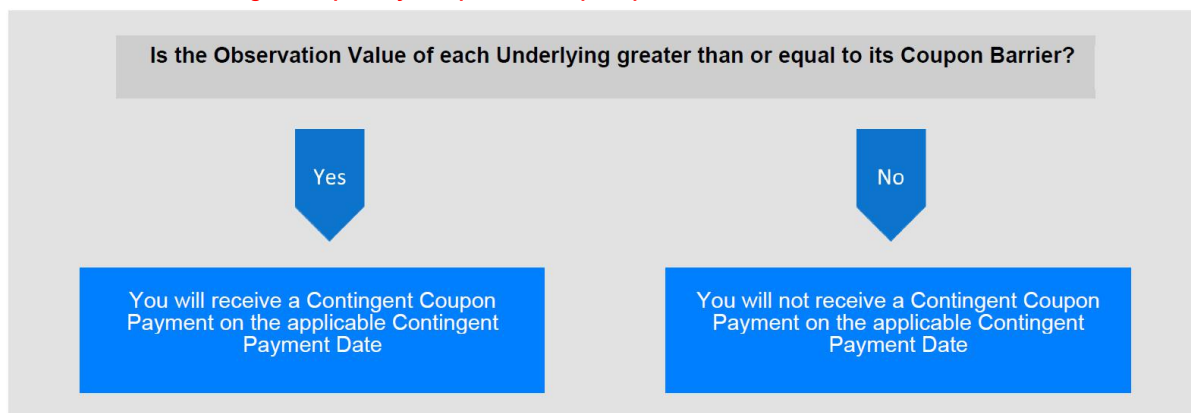 Is the Observation Value of each Underlying greater than or equal to its Coupon Barrier?
Yes
No
You will receive a Contingent Coupon
Payment on the applicable Contingent
Payment Date
You will not receive a Contingent Coupon
Payment on the applicable Contingent
Payment Date